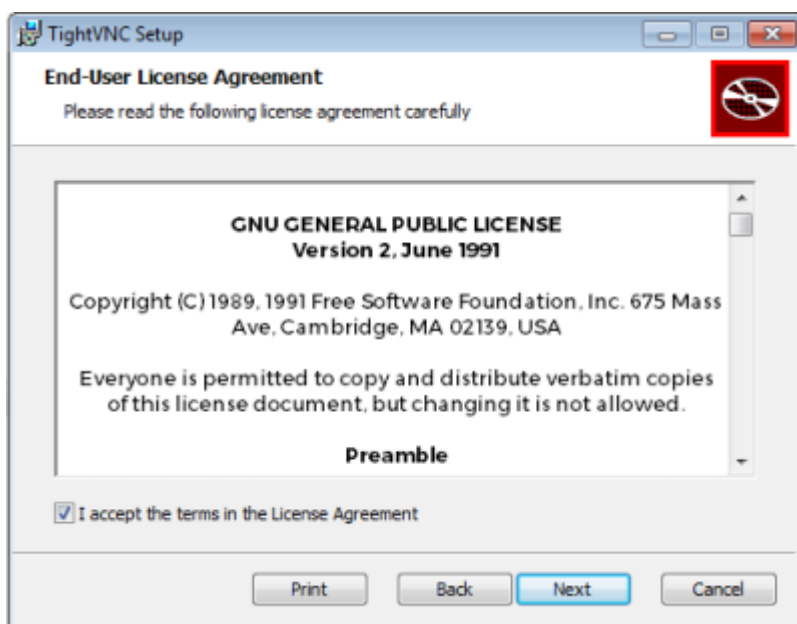 TightVNC Setup
End-User License Agreement
Please read the following license agreement carefully
GNU GENERAL PUBLIC LICENSE
Version 2, June 1991
Copyright (C) 1989, 1991 Free Software Foundation, Inc. 675 Mass
Ave, Cambridge, MA 02139, USA
Everyone is permitted to copy and distribute verbatim copies
of this license document, but changing it is not allowed.
Preamble
I accept the terms in the License Agreement
Print Back Next Cancel